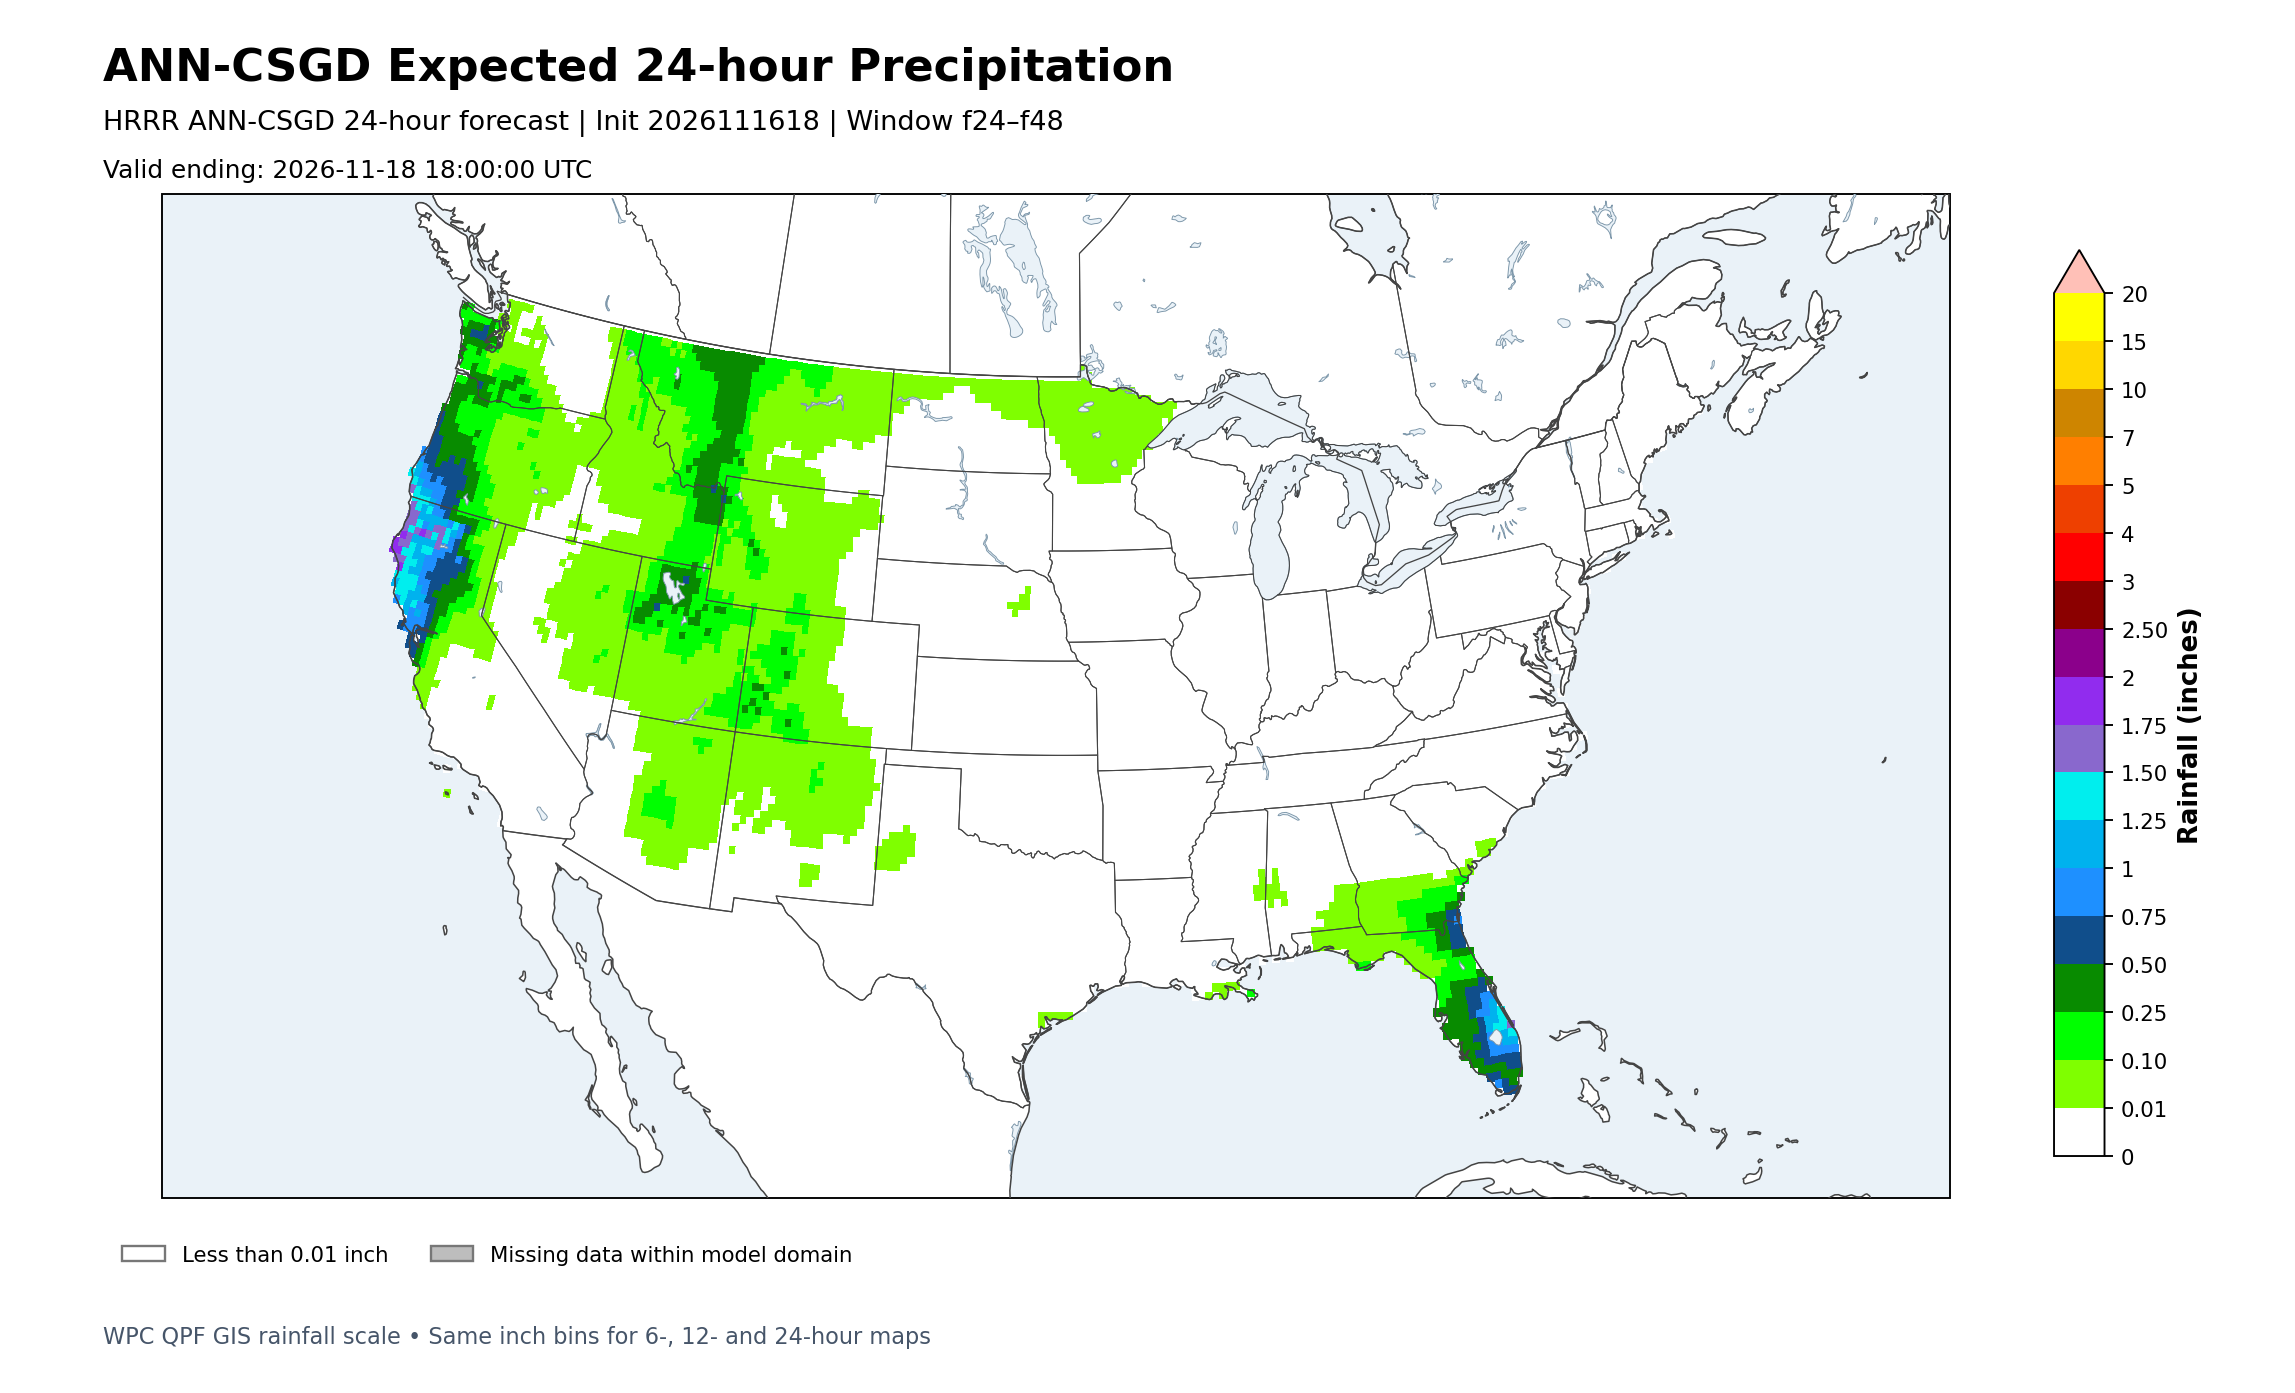 ANN-CSGD Expected 24-hour Precipitation
HRRR ANN-CSGD 24-hour forecast | Init 2026111618 | Window f24–f48
Valid ending: 2026-11-18 18:00:00 UTC
20
15
10
7
5
4
3
2.50
2
1.75
1.50
1.25
1
0.75
0.50
0.25
0.10
0.01
0
Rainfall (inches)
Less than 0.01 inch
Missing data within model domain
WPC QPF GIS rainfall scale • Same inch bins for 6-, 12- and 24-hour maps